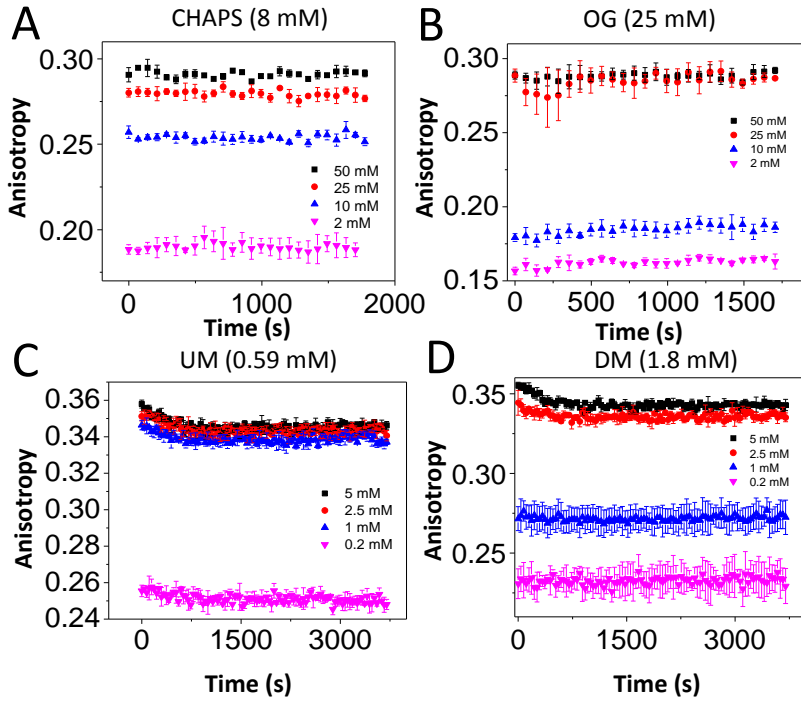 A
CHAPS (8 mM)
Anisotropy
0.30
0.25
0.20
50 mM
25 mM
10 mM
2 mM
0
1000
2000
Time (s)
B
OG (25 mM)
Anisotropy
0.30
0.25
0.20
0.15
50 mM
25 mM
10 mM
2 mM
0
500
1000
1500
Time (s)
C
UM (0.59 mM)
Anisotropy
0.36
0.34
0.32
0.30
0.28
0.26
0.24
5 mM
2.5 mM
1 mM
0.2 mM
0
1500
3000
Time (s)
D
DM (1.8 mM)
Anisotropy
0.35
0.30
0.25
5 mM
2.5 mM
1 mM
0.2 mM
0
1500
3000
Time (s)